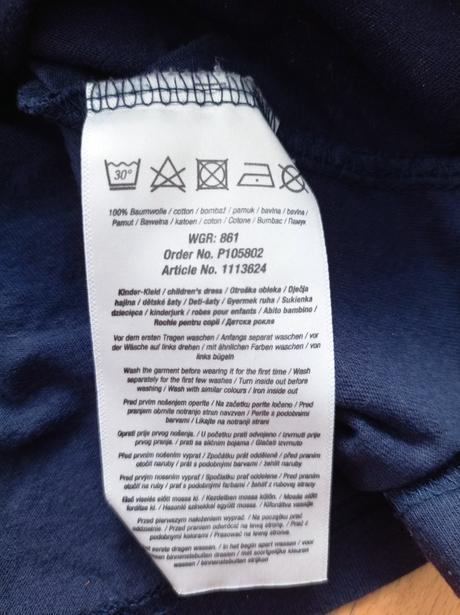 30°
100% Baumwolle / cotton / bombaž / pamuk / bavlna / bavlna /
Pamut / Bawełna / katoen / coton / Cotone / Bumbac / Памук
WGR: 861
Order No. P105802
Article No. 1113624
Kinder-Kleid / children's dress / Otroška obleka / Dječja
haljina / dětské šaty / Deti-šaty / Gyermek ruha / Sukienka
dziecięca / kinderjurk / robes pour enfants / Abito bambino /
Rochie pentru copii / Детска рокля
Vor dem ersten Tragen waschen / Anfangs separat waschen / vor
der Wäsche auf links drehen / mit ähnlichen Farben waschen / von
links bügeln
Wash the garment before wearing it for the first time / Wash
separately for the first few washes / Turn inside out before
washing / Wash with similar colours / Iron inside out
Pred prvim nošenjem operite / Na začetku perite ločeno / Pred
pranjem obrnite notranjo stran navzven / Perite s podobnimi
barvami / Likajte na notranji strani
Oprati prije prvog nošenja. / U početku prati odvojeno / Izvrnuti prije
prvog pranja. / prati sa sličnim bojama / Glačati izvrnuto
Před prvním nošením vyprat / Zpočátku prát odděleně / před praním
otočit naruby / prát s podobnými barvami / žehlit naruby
Pred prvým nosením vyprať / Spočiatku prať oddelene / pred praním
otočiť na ruby / prať s podobnými farbami / žehliť z rubovej strany
Első viselés előtt mossa ki. / Kezdetben mossa külön. / Mosás előtt
fordítsa ki. / Hasonló színekkel együtt mossa. / Kifordítva vasalja
Przed pierwszym założeniem wyprać. / Na początku prać
oddzielnie. / Przed praniem odwrócić na lewą stronę. / Prać z
podobnymi kolorami / Prasować na lewej stronie
eerste dragen wassen. / In het begin apart wassen / voor
binnenstebuiten draaien / met soortgelijke kleuren
wassen / binnenstebuiten strijken